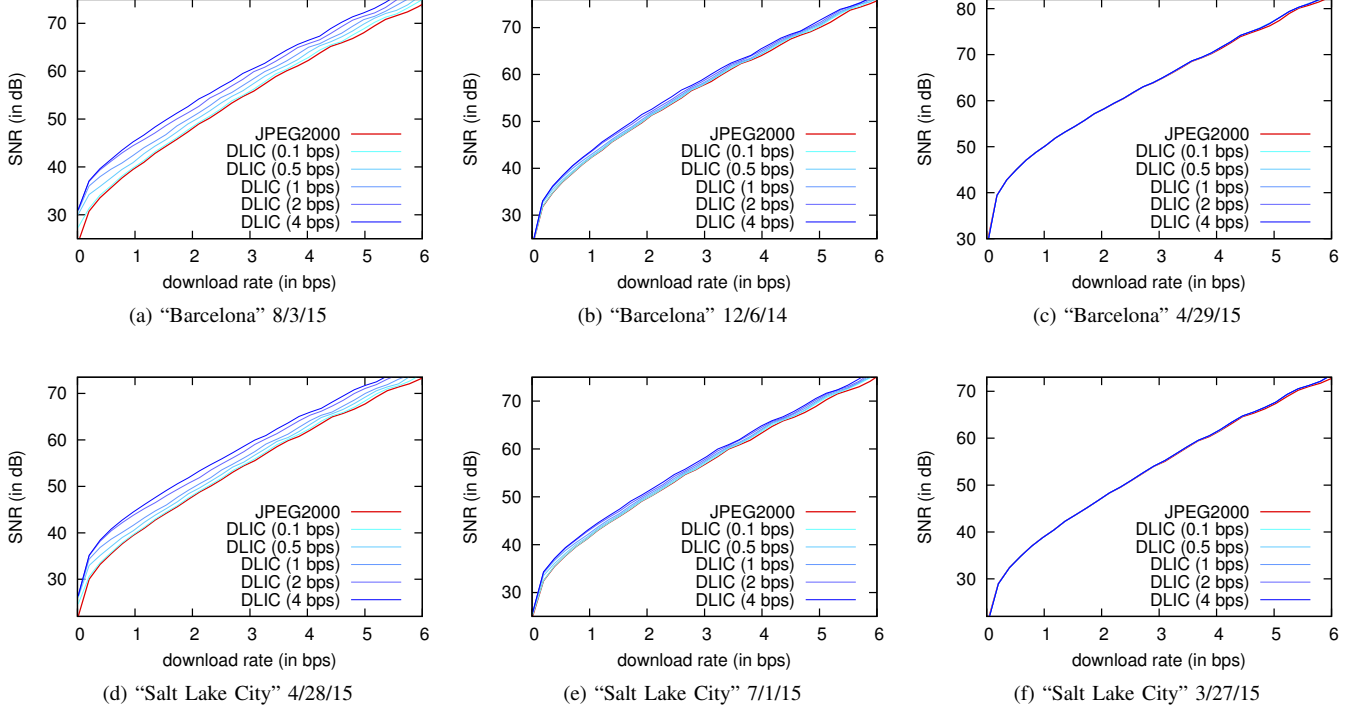 70
60
50
40
30
SNR (in dB)
JPEG2000
DLIC (0.1 bps)
DLIC (0.5 bps)
DLIC (1 bps)
DLIC (2 bps)
DLIC (4 bps)
0 1 2 3 4 5 6
download rate (in bps)
(a) “Barcelona” 8/3/15
70
60
50
40
30
SNR (in dB)
JPEG2000
DLIC (0.1 bps)
DLIC (0.5 bps)
DLIC (1 bps)
DLIC (2 bps)
DLIC (4 bps)
0 1 2 3 4 5 6
download rate (in bps)
(b) “Barcelona” 12/6/14
80
70
60
50
40
30
SNR (in dB)
JPEG2000
DLIC (0.1 bps)
DLIC (0.5 bps)
DLIC (1 bps)
DLIC (2 bps)
DLIC (4 bps)
0 1 2 3 4 5 6
download rate (in bps)
(c) “Barcelona” 4/29/15
70
60
50
40
30
SNR (in dB)
JPEG2000
DLIC (0.1 bps)
DLIC (0.5 bps)
DLIC (1 bps)
DLIC (2 bps)
DLIC (4 bps)
0 1 2 3 4 5 6
download rate (in bps)
(d) “Salt Lake City” 4/28/15
70
60
50
40
30
SNR (in dB)
JPEG2000
DLIC (0.1 bps)
DLIC (0.5 bps)
DLIC (1 bps)
DLIC (2 bps)
DLIC (4 bps)
0 1 2 3 4 5 6
download rate (in bps)
(e) “Salt Lake City” 7/1/15
70
60
50
40
30
SNR (in dB)
JPEG2000
DLIC (0.1 bps)
DLIC (0.5 bps)
DLIC (1 bps)
DLIC (2 bps)
DLIC (4 bps)
0 1 2 3 4 5 6
download rate (in bps)
(f) “Salt Lake City” 3/27/15